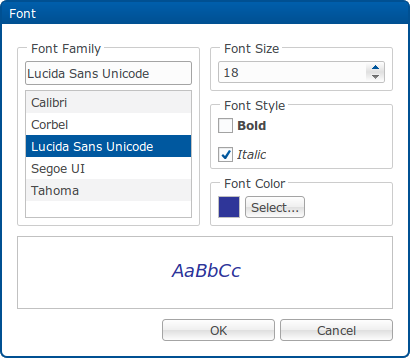 Font
Font Family
Lucida Sans Unicode
Calibri
Corbel
Lucida Sans Unicode
Segoe UI
Tahoma
Font Size
18
Font Style
Bold
Italic
Font Color
Select...
AaBbCc
OK
Cancel